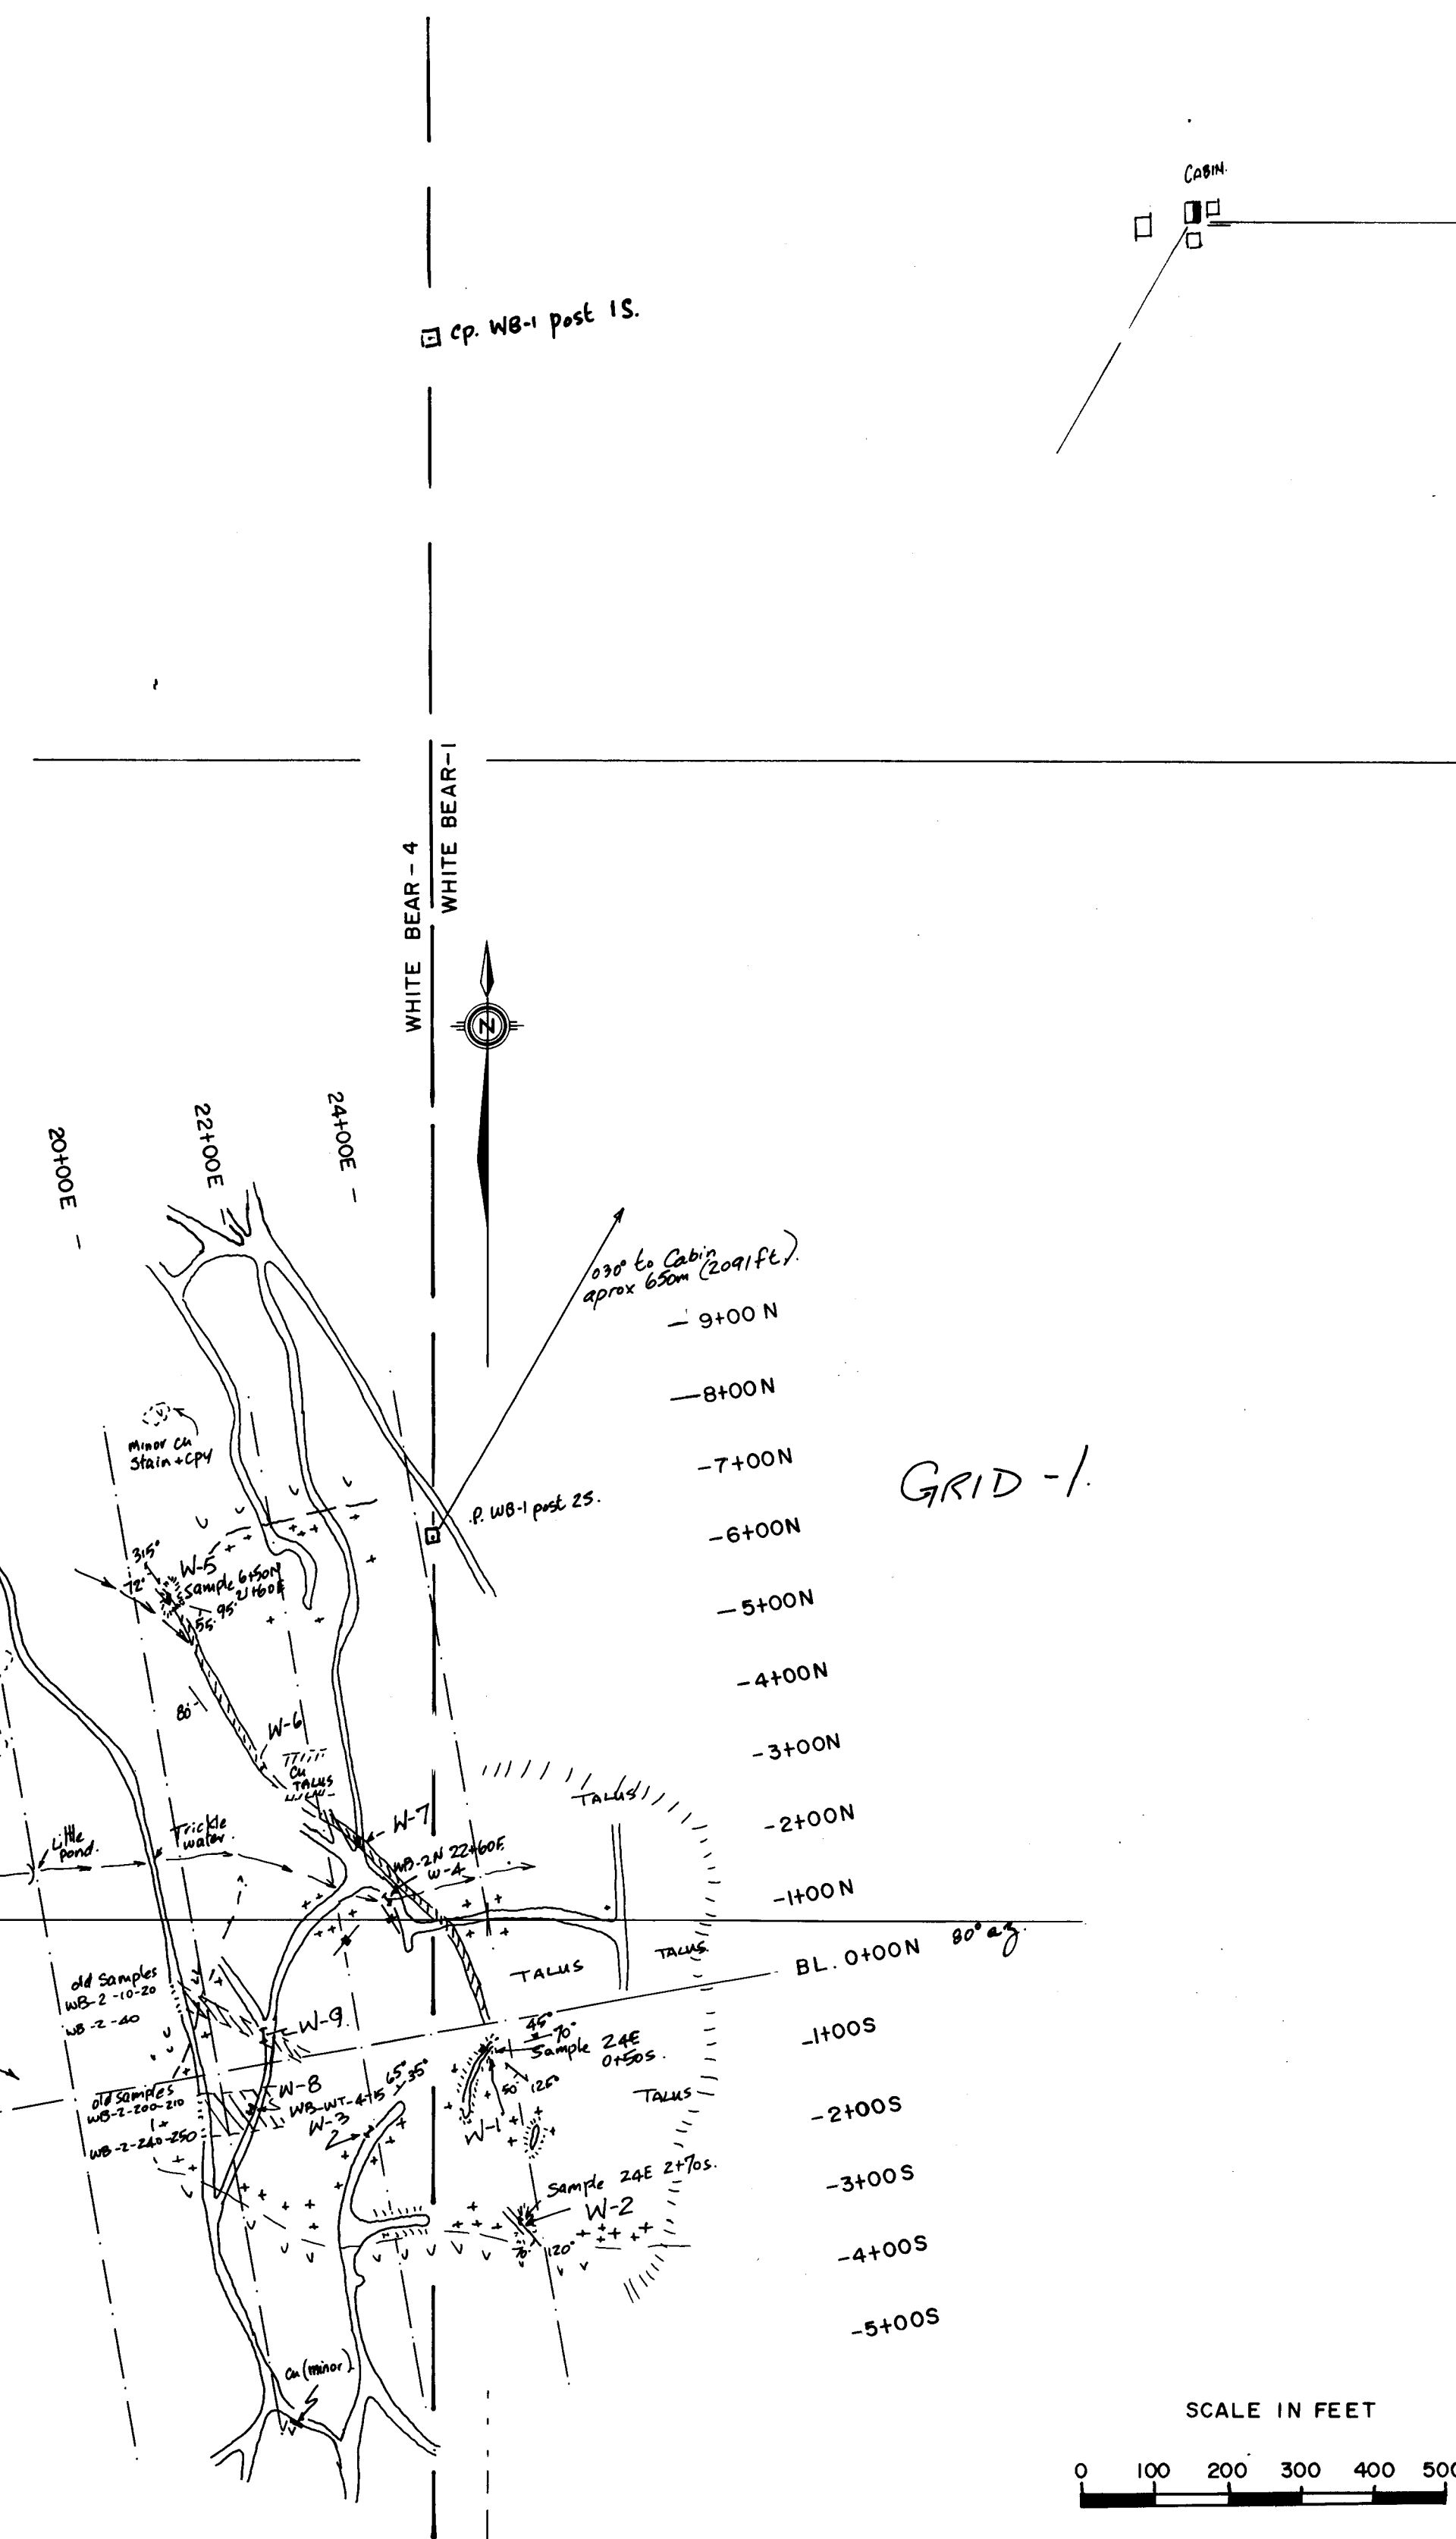 CABIN.
Cp. WB-1 post 1S.
WHITE BEAR - 4
WHITE BEAR-1
N
20+00E -
22+00E -
24+00E -
030° to Cabin
aprox 650m (2091ft).
- 9+00 N
-8+00N
-7+00N
-6+00N
-5+00N
-4+00N
-3+00N
-2+00N
-1+00N
BL. 0+00N
80° az.
-1+00S
-2+00S
-3+00S
-4+00S
-5+00S
GRID -1.
Minor Cu
Stain + cpy
.P. WB-1 post 2S.
315°
72°
W-5
Sample 6+50N
21+60E
55° 95°
80°
W-6
Cu
TALUS
TALUS
W-7
Little
pond.
Trickle
water.
WB-2N 22+60E
W-4
TALUS
TALUS
old samples
WB-2-10-20
WB-2-40
W-9.
45°
70°
Sample 24E
0+50S.
50° 126°
TALUS
W-1
old samples
WB-2-200-210
1+
WB-2-240-250
W-8
WB-WT-4+15
65° 35°
W-3
Sample 24E 2+70s.
W-2
70° 120°
Cu (minor)
SCALE IN FEET
0 100 200 300 400 500